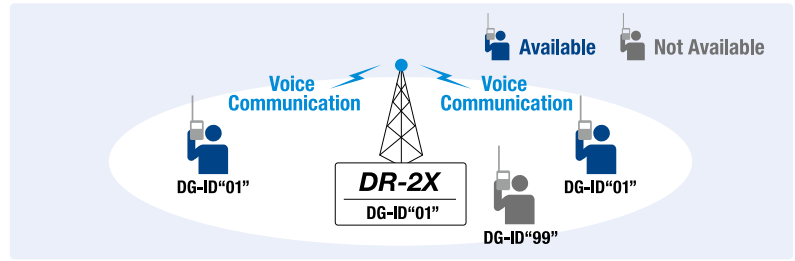 Available
Not Available
Voice
Communication
Voice
Communication
DG-ID“01”
DR-2X
DG-ID“01”
DG-ID“01”
DG-ID“99”